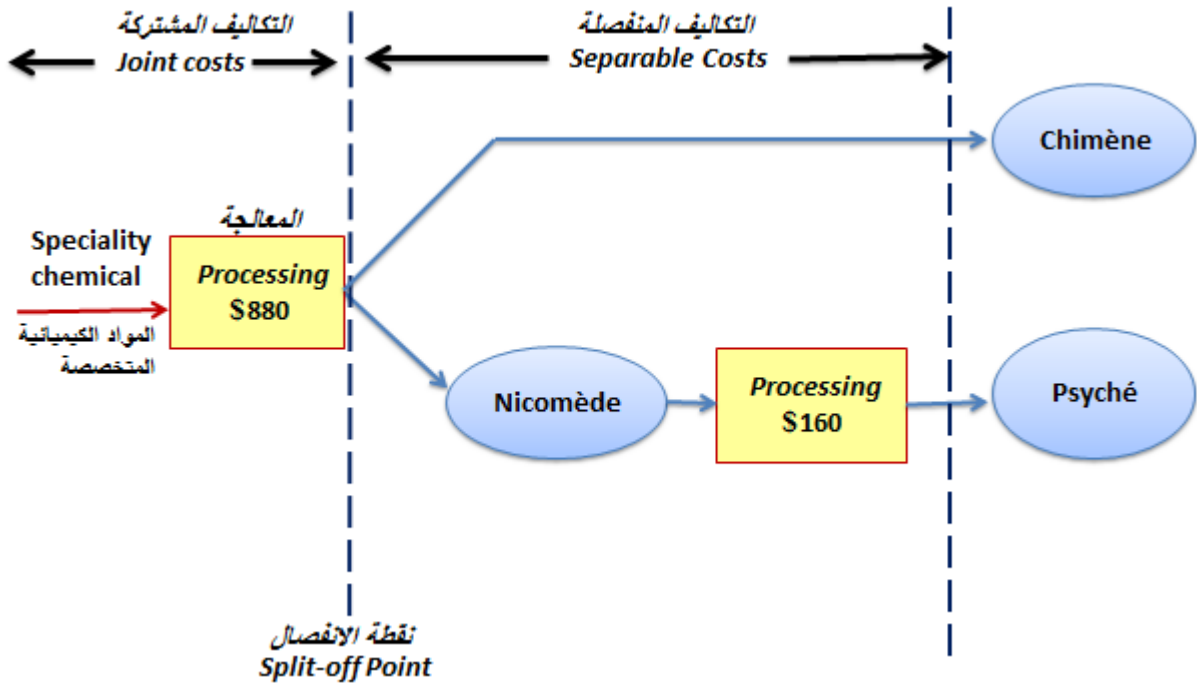 التكاليف المشتركة
Joint costs
التكاليف المنفصلة
Separable Costs
Chimène
المعالجة
Speciality
chemical
Processing
$880
المواد الكيميائية
المتخصصة
Nicomède
Processing
$160
Psyché
نقطة الانفصال
Split-off Point